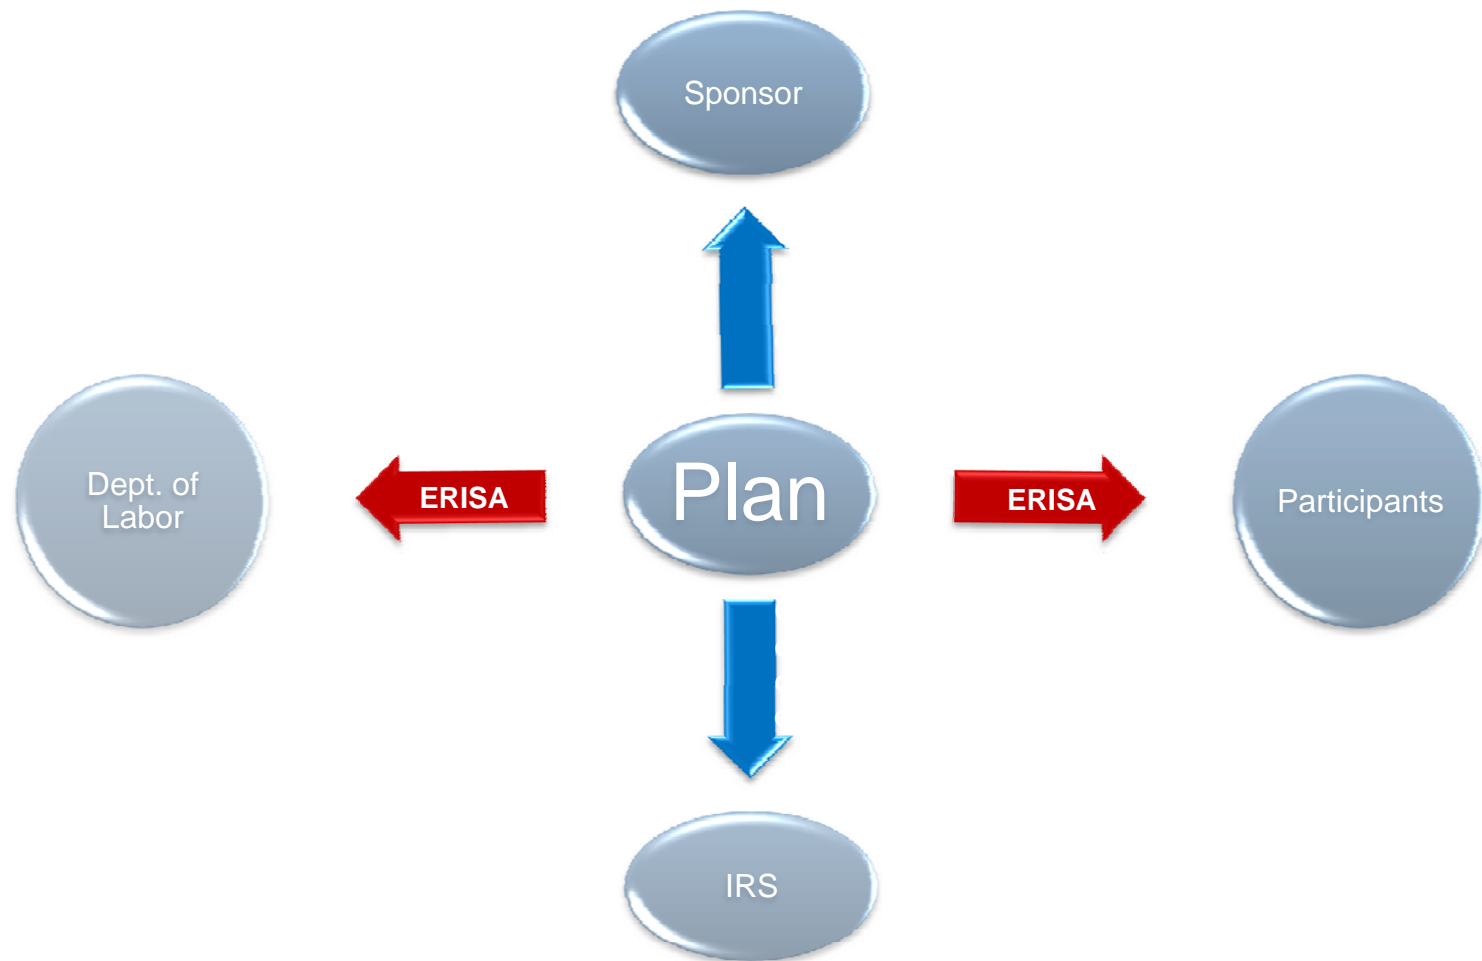 Sponsor
Dept. of
Labor
ERISA
Plan
ERISA
Participants
IRS